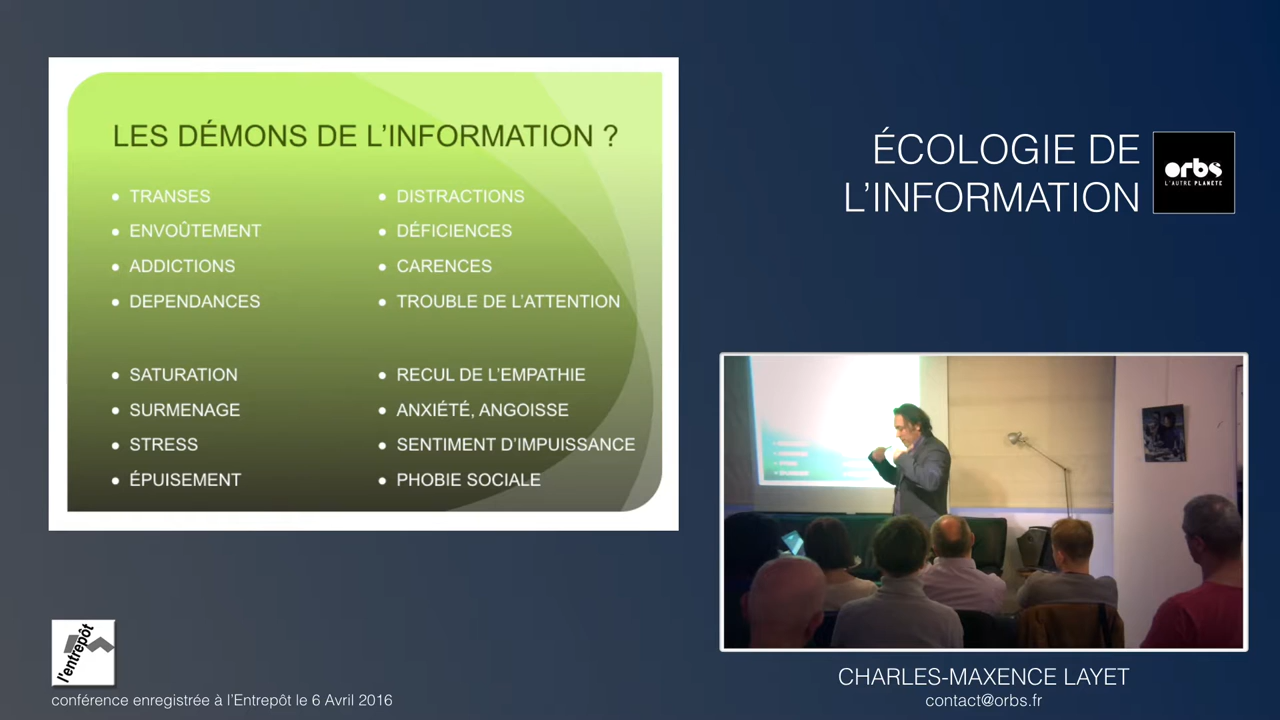 LES DÉMONS DE L’INFORMATION ?
• TRANSES
• ENVOÛTEMENT
• ADDICTIONS
• DEPENDANCES
• SATURATION
• SURMENAGE
• STRESS
• ÉPUISEMENT
• DISTRACTIONS
• DÉFICIENCES
• CARENCES
• TROUBLE DE L’ATTENTION
• RECUL DE L’EMPATHIE
• ANXIÉTÉ, ANGOISSE
• SENTIMENT D’IMPUISSANCE
• PHOBIE SOCIALE
ÉCOLOGIE DE
L’INFORMATION
orbs
L’AUTRE PLANÈTE
l’entrepôt
conférence enregistrée à l’Entrepôt le 6 Avril 2016
CHARLES-MAXENCE LAYET
contact@orbs.fr